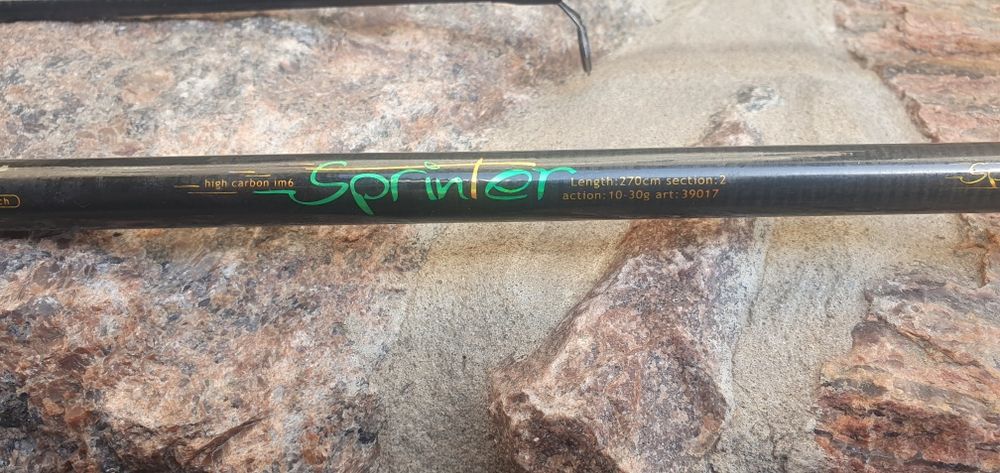 high carbon im6
Sprinter
Length:270cm section:2
action:10-30g art:39017